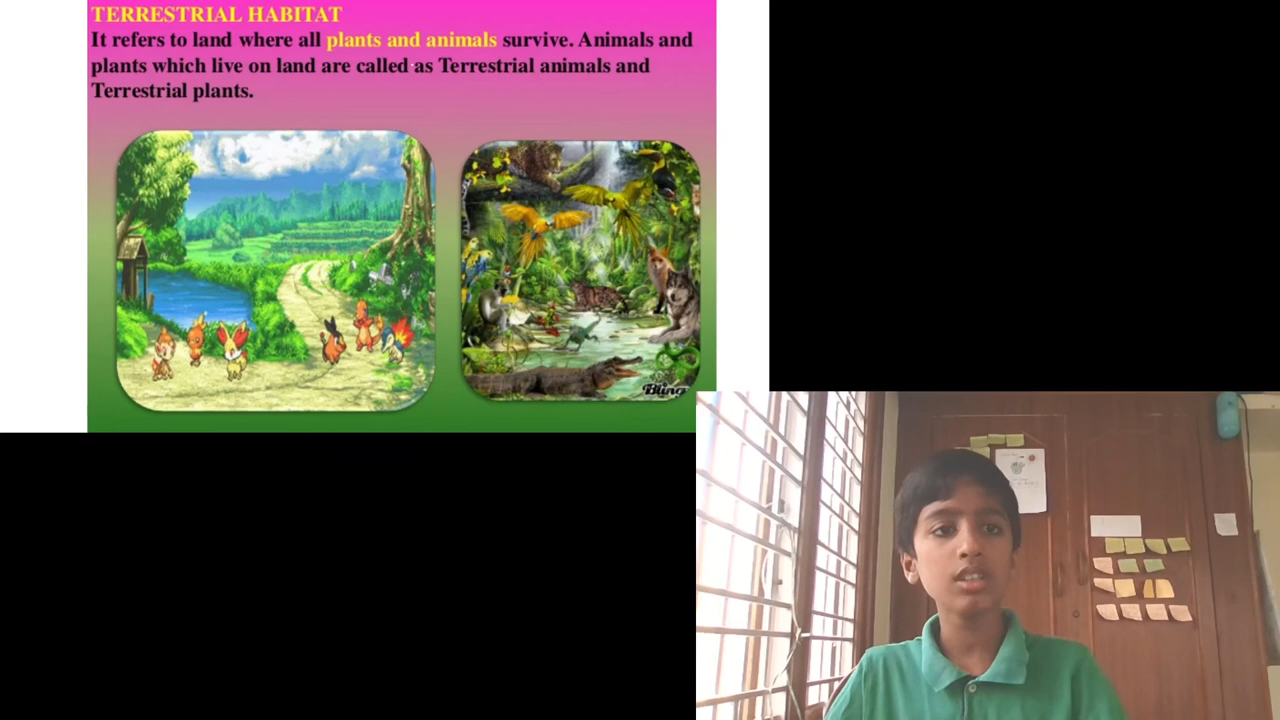 TERRESTRIAL HABITAT
It refers to land where all plants and animals survive. Animals and
plants which live on land are called as Terrestrial animals and
Terrestrial plants.
Bling